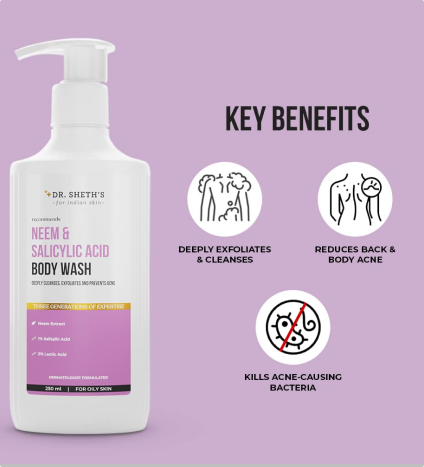 DR. SHETH'S
- for indian skin -
recommends
NEEM &
SALICYLIC ACID
BODY WASH
DEEPLY CLEANSES, EXFOLIATES AND PREVENTS ACNE
THREE GENERATIONS OF EXPERTISE
Neem Extract
1% Salicylic Acid
2% Lactic Acid
DERMATOLOGIST FORMULATED
250 ml | FOR OILY SKIN
KEY BENEFITS
DEEPLY EXFOLIATES
& CLEANSES
REDUCES BACK &
BODY ACNE
KILLS ACNE-CAUSING
BACTERIA